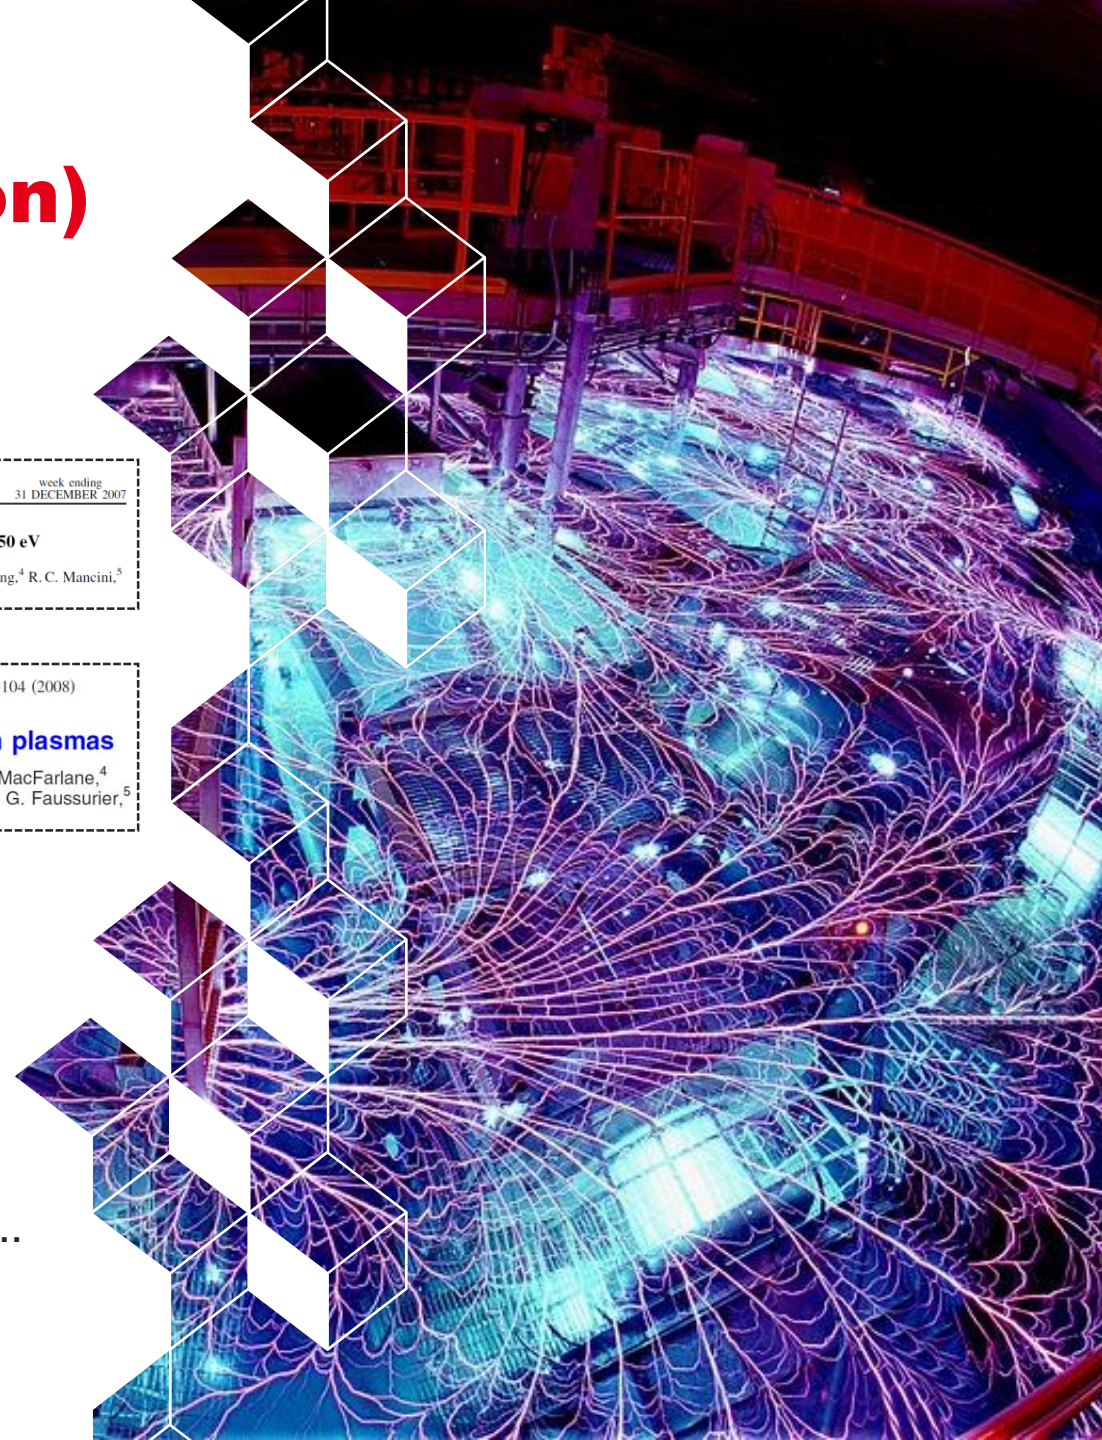 on)
week ending
31 DECEMBER 2007
50 eV
ng,⁴ R. C. Mancini,⁵
104 (2008)
plasmas
MacFarlane,⁴
G. Faussurier,⁵
...